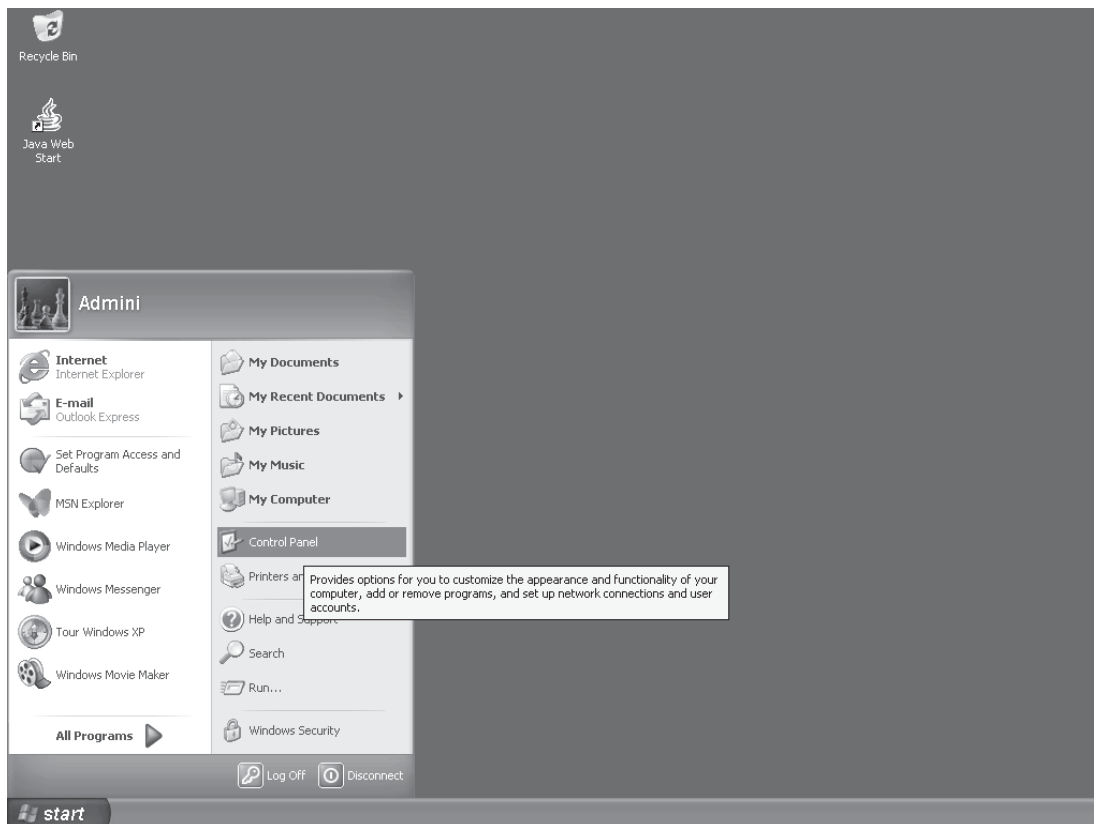 Recycle Bin
Java Web
Start
Admini
Internet
Internet Explorer
E-mail
Outlook Express
Set Program Access and
Defaults
MSN Explorer
Windows Media Player
Windows Messenger
Tour Windows XP
Windows Movie Maker
All Programs
My Documents
My Recent Documents
My Pictures
My Music
My Computer
Control Panel
Printers
Provides options for you to customize the appearance and functionality of your
computer, add or remove programs, and set up network connections and user
accounts.
Help and Support
Search
Run...
Windows Security
Log Off
Disconnect
start